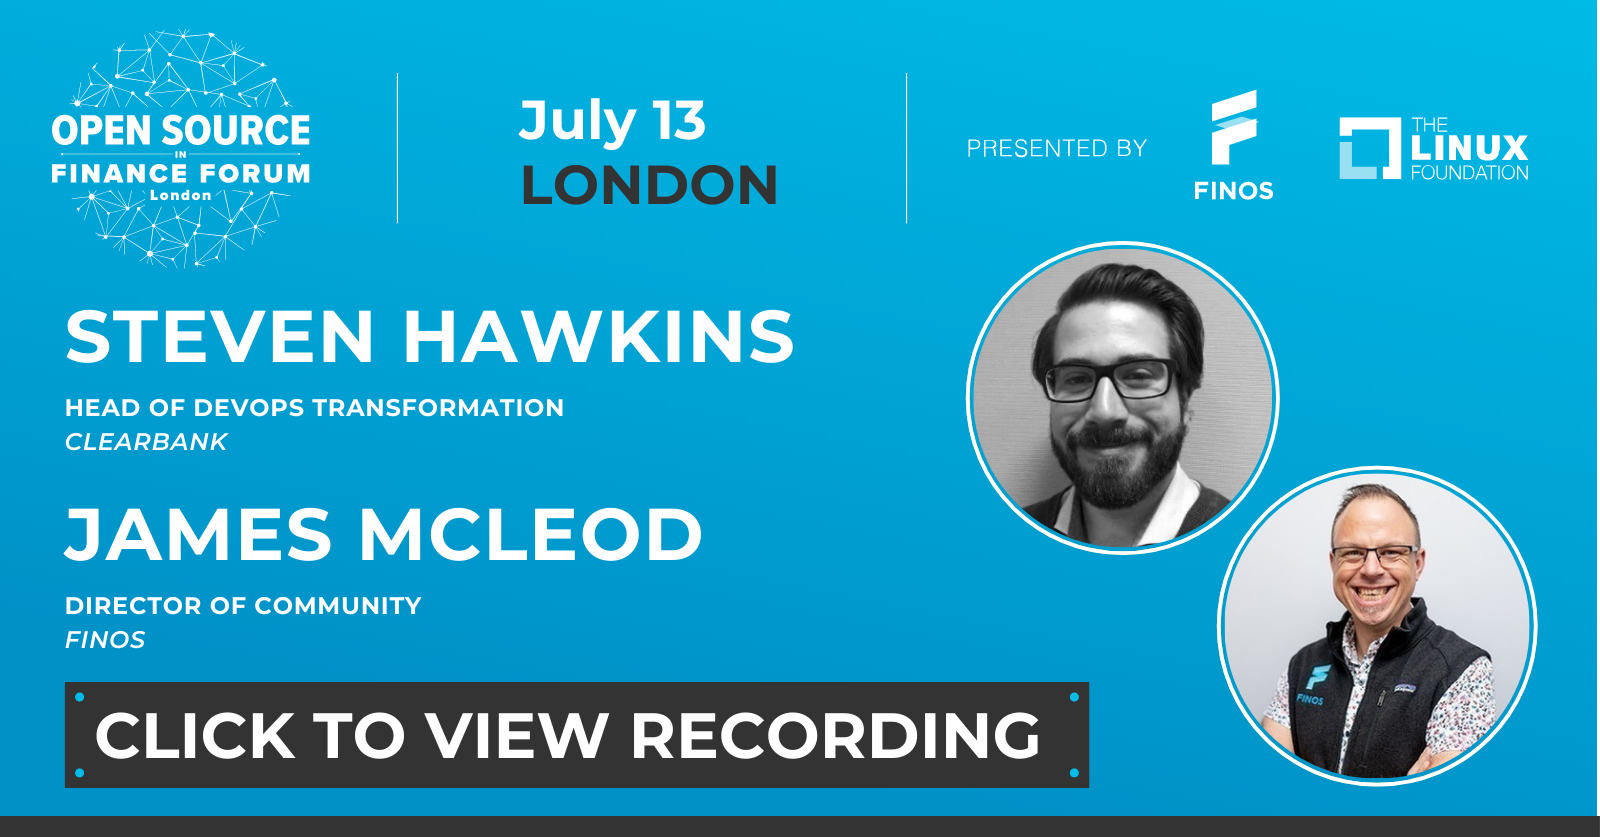 OPEN SOURCE
IN
FINANCE FORUM
London
July 13
LONDON
PRESENTED BY
FINOS
THE
LINUX
FOUNDATION
STEVEN HAWKINS
HEAD OF DEVOPS TRANSFORMATION
CLEARBANK
JAMES MCLEOD
DIRECTOR OF COMMUNITY
FINOS
FINOS
CLICK TO VIEW RECORDING